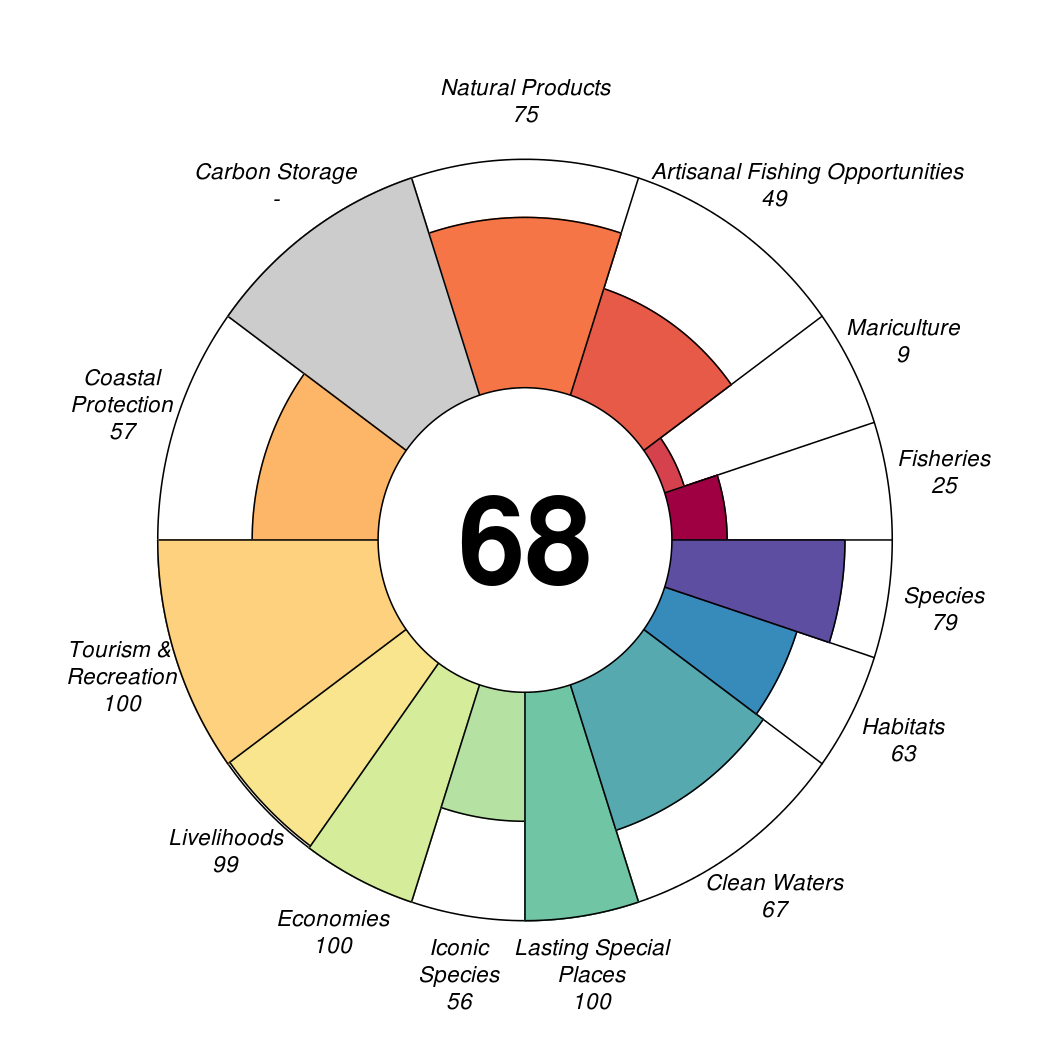 Natural Products
75
Carbon Storage
-
Artisanal Fishing Opportunities
49
Mariculture
9
Coastal
Protection
57
Fisheries
25
68
Species
79
Tourism &
Recreation
100
Habitats
63
Livelihoods
99
Clean Waters
67
Economies
100
Iconic
Species
56
Lasting Special
Places
100